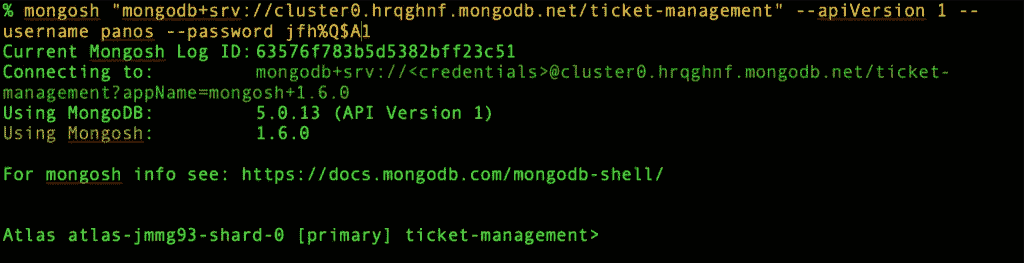 % mongosh "mongodb+srv://cluster0.hrqghnf.mongodb.net/ticket-management" --apiVersion 1 --
username panos --password jfh%Q$A1
Current Mongosh Log ID: 63576f783b5d5382bff23c51
Connecting to: mongodb+srv://<credentials>@cluster0.hrqghnf.mongodb.net/ticket-
management?appName=mongosh+1.6.0
Using MongoDB: 5.0.13 (API Version 1)
Using Mongosh: 1.6.0
For mongosh info see: https://docs.mongodb.com/mongodb-shell/
Atlas atlas-jmmg93-shard-0 [primary] ticket-management>